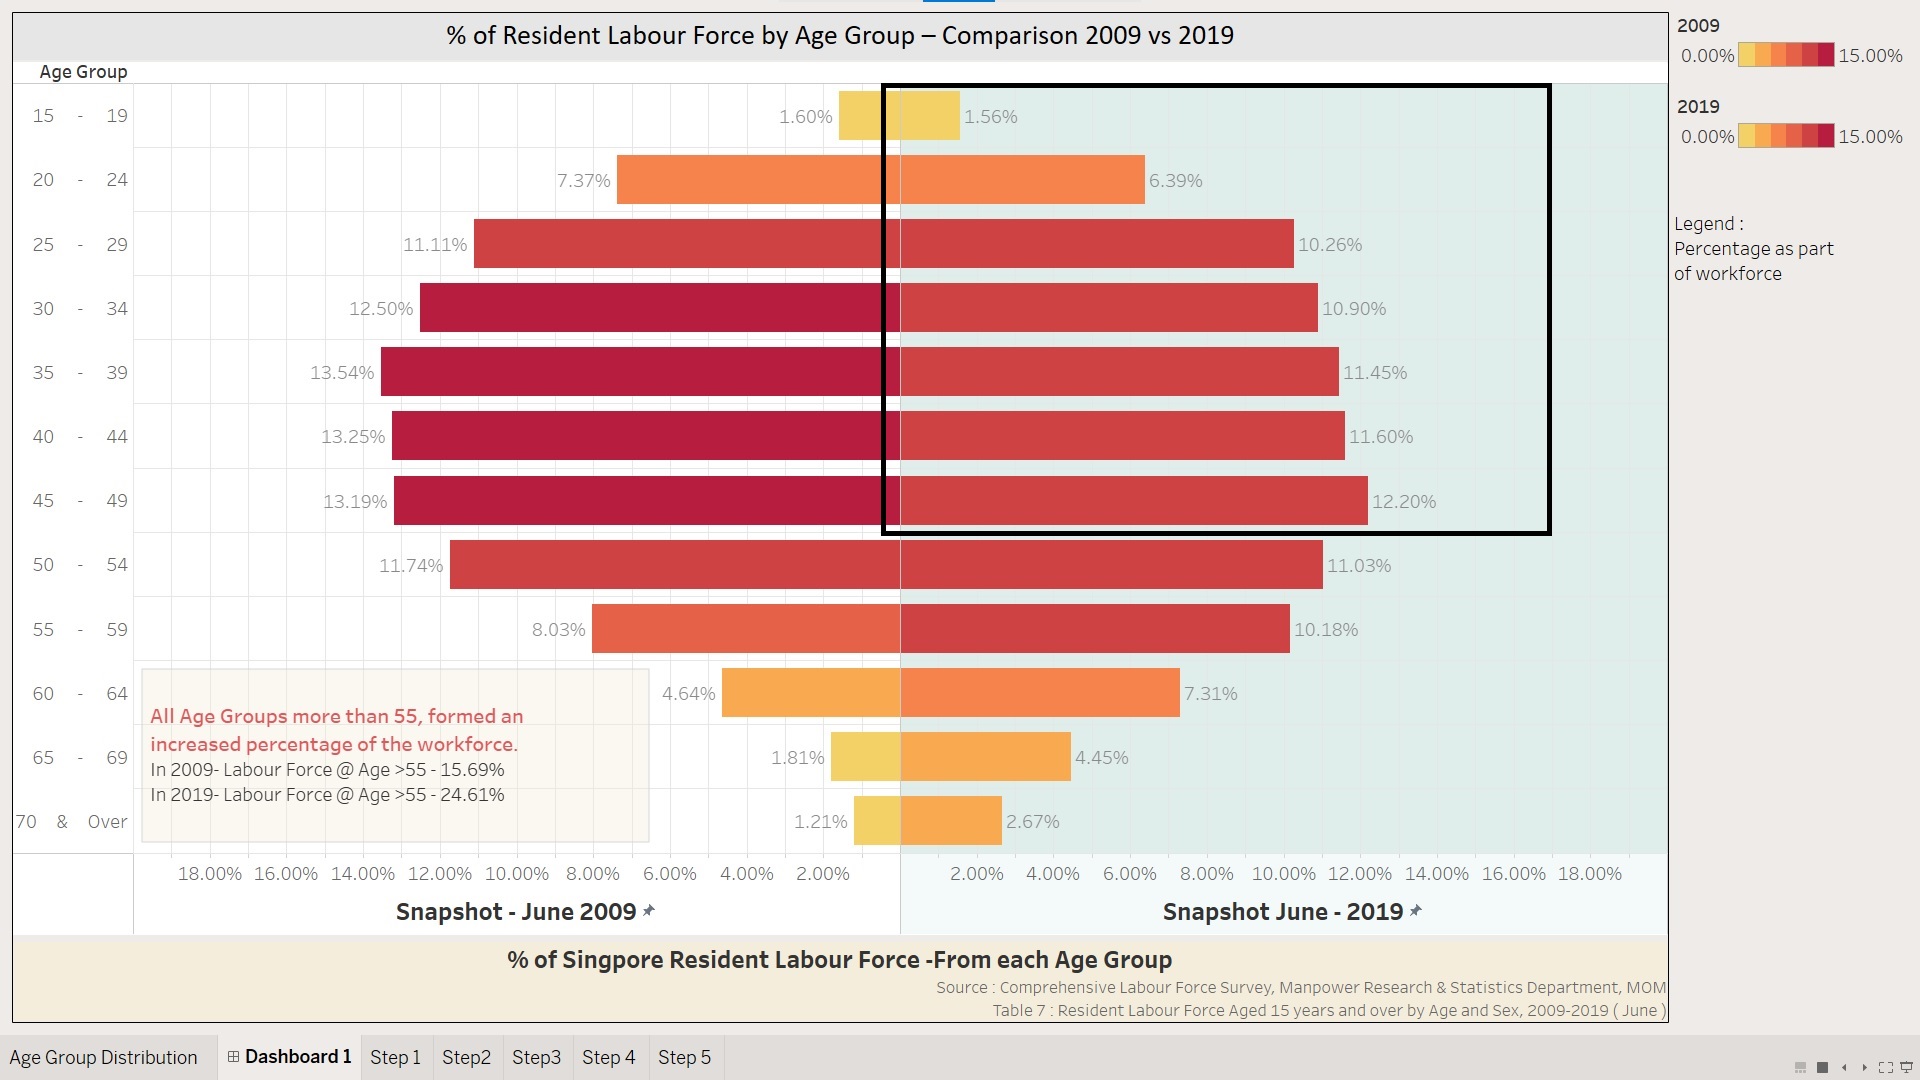 % of Resident Labour Force by Age Group – Comparison 2009 vs 2019
2009
0.00% 15.00%
2019
0.00% 15.00%
Legend :
Percentage as part
of workforce
Age Group
15 - 19 1.60% 1.56%
20 - 24 7.37% 6.39%
25 - 29 11.11% 10.26%
30 - 34 12.50% 10.90%
35 - 39 13.54% 11.45%
40 - 44 13.25% 11.60%
45 - 49 13.19% 12.20%
50 - 54 11.74% 11.03%
55 - 59 8.03% 10.18%
60 - 64 4.64% 7.31%
65 - 69 1.81% 4.45%
70 & Over 1.21% 2.67%
All Age Groups more than 55, formed an
increased percentage of the workforce.
In 2009- Labour Force @ Age >55 - 15.69%
In 2019- Labour Force @ Age >55 - 24.61%
18.00% 16.00% 14.00% 12.00% 10.00% 8.00% 6.00% 4.00% 2.00% 2.00% 4.00% 6.00% 8.00% 10.00% 12.00% 14.00% 16.00% 18.00%
Snapshot - June 2009 Snapshot June - 2019
% of Singpore Resident Labour Force -From each Age Group
Source : Comprehensive Labour Force Survey, Manpower Research & Statistics Department, MOM
Table 7 : Resident Labour Force Aged 15 years and over by Age and Sex, 2009-2019 ( June )
Age Group Distribution Dashboard 1 Step 1 Step2 Step3 Step 4 Step 5